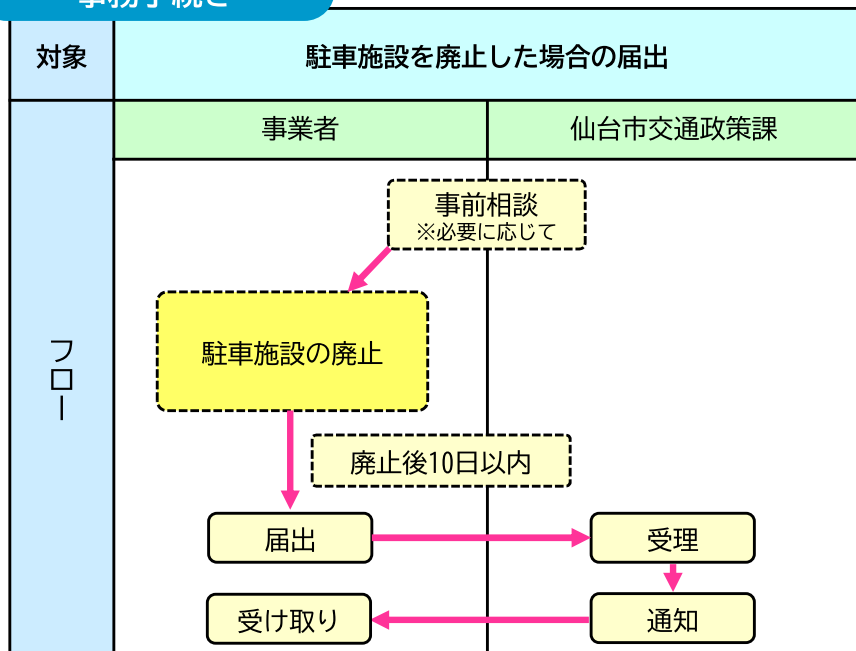 事務手続き
対象
駐車施設を廃止した場合の届出
事業者
仙台市交通政策課
フロー
事前相談
※必要に応じて
駐車施設の廃止
廃止後10日以内
届出
受理
受け取り
通知